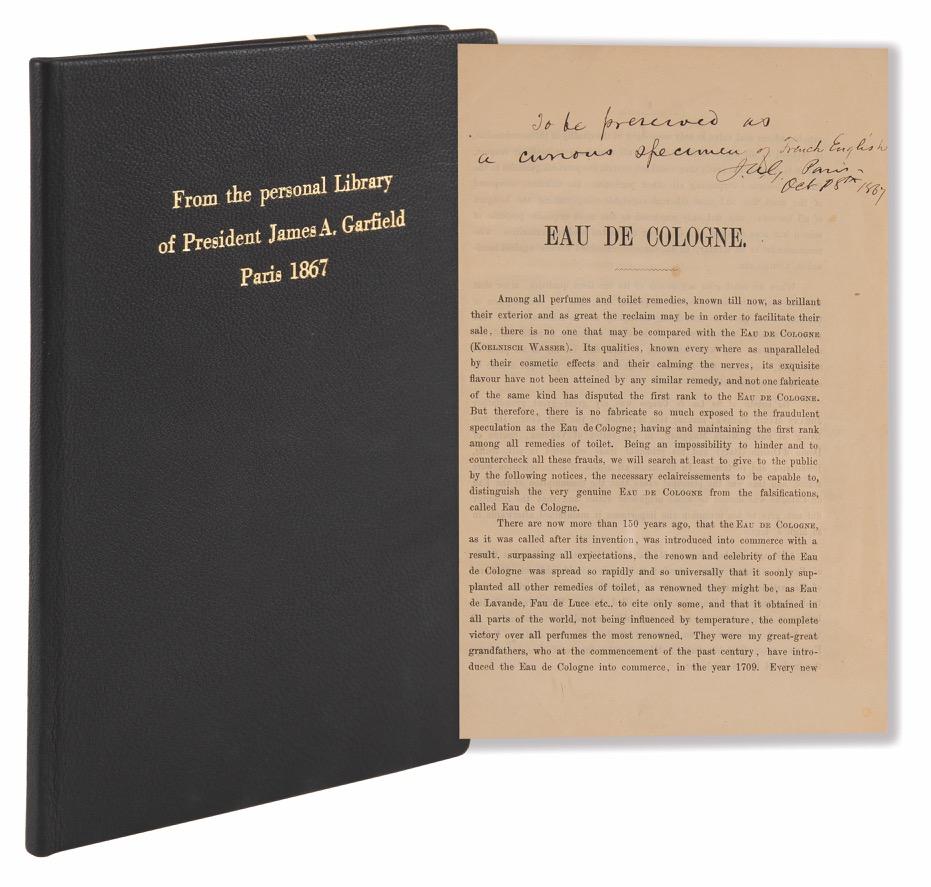 From the personal Library
of President James A. Garfield
Paris 1867
To be preserved as
a curious specimen of French English
J.A.G. Paris
Oct 1867
EAU DE COLOGNE.
Among all perfumes and toilet remedies, known till now, as brillant
their exterior and as great the reclaim may be in order to facilitate their
sale, there is no one that may be compared with the EAU DE COLOGNE
(KOELNISCH WASSER). Its qualities, known every where as unparalleled
by their cosmetic effects and their calming the nerves, its exquisite
flavour have not been atteined by any similar remedy, and not one fabricate
of the same kind has disputed the first rank to the EAU DE COLOGNE.
But therefore, there is no fabricate so much exposed to the fraudulent
speculation as the Eau de Cologne; having and maintaining the first rank
among all remedies of toilet. Being an impossibility to hinder and to
countercheck all these frauds, we will search at least to give to the public
by the following notices, the necessary eclaircissements to be capable to,
distinguish the very genuine EAU DE COLOGNE from the falsifications,
called Eau de Cologne.
There are now more than 150 years ago, that the EAU DE COLOGNE,
as it was called after its invention, was introduced into commerce with a
result, surpassing all expectations, the renown and celebrity of the Eau
de Cologne was spread so rapidly and so universally that it soonly sup-
planted all other remedies of toilet, as renowned they might be, as Eau
de Lavande, Fau de Luce etc., to cite only some, and that it obtained in
all parts of the world, not being influenced by temperature, the complete
victory over all perfumes the most renowned. They were my great-great
grandfathers, who at the commencement of the past century, have intro-
duced the Eau de Cologne into commerce, in the year 1709. Every new